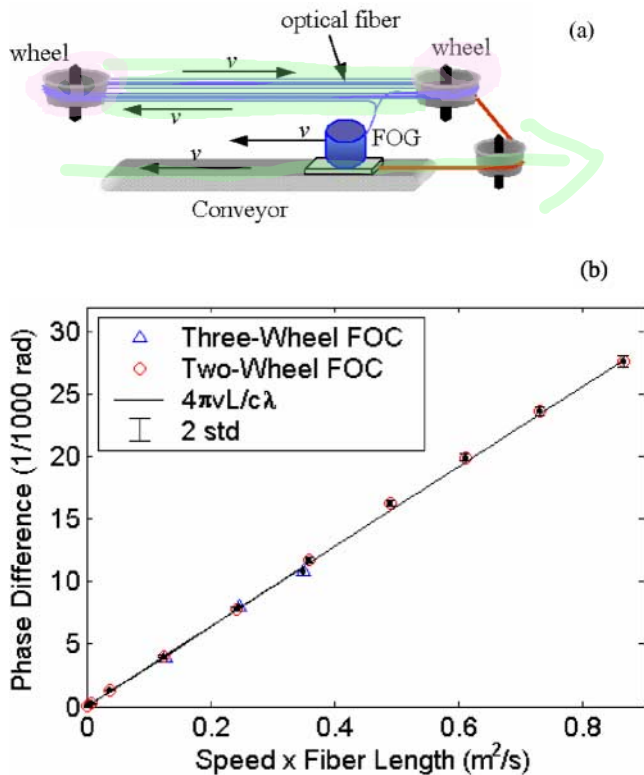 optical fiber
(a)
wheel
wheel
v
v
v
FOG
v
Conveyor
(b)
Three-Wheel FOC
Two-Wheel FOC
4πvL/cλ
2 std
Phase Difference (1/1000 rad)
30
25
20
15
10
5
0
0 0.2 0.4 0.6 0.8
Speed x Fiber Length (m²/s)